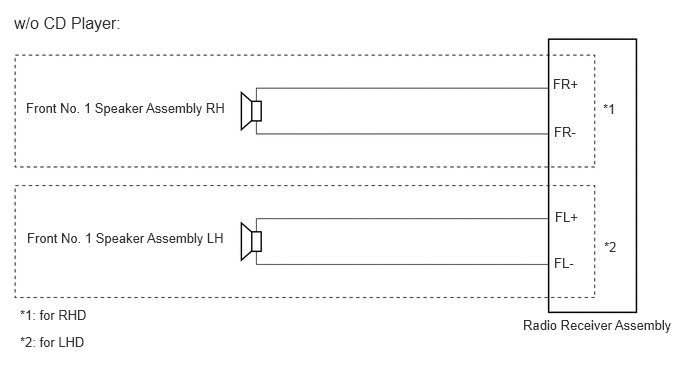 w/o CD Player:
FR+
Front No. 1 Speaker Assembly RH
*1
FR-
FL+
Front No. 1 Speaker Assembly LH
*2
FL-
*1: for RHD
Radio Receiver Assembly
*2: for LHD